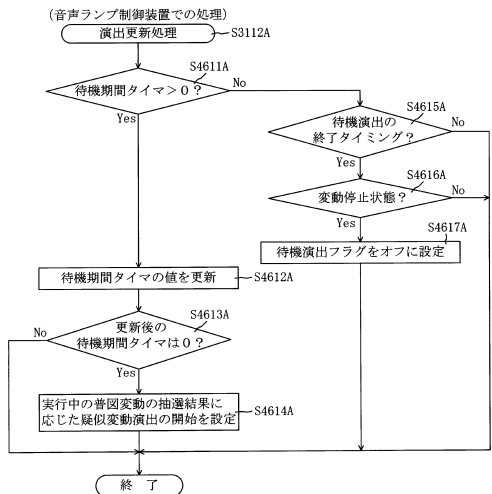 (音声ランプ制御装置での処理)
演出更新処理
S3112A
S4611A
待機期間タイマ＞０？
No
Yes
S4615A
待機演出の
終了タイミング？
No
Yes
S4616A
変動停止状態？
No
Yes
S4617A
待機演出フラグをオフに設定
待機期間タイマの値を更新
S4612A
S4613A
更新後の
待機期間タイマは０？
No
Yes
実行中の普図変動の抽選結果に
応じた疑似変動演出の開始を設定
S4614A
終 了